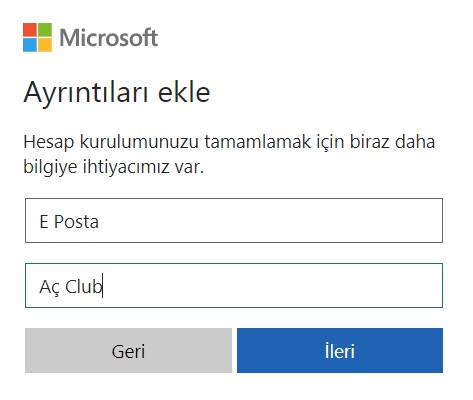 Microsoft
Ayrıntıları ekle
Hesap kurulumunuzu tamamlamak için biraz daha
bilgiye ihtiyacımız var.
E Posta
Aç Club
Geri
İleri